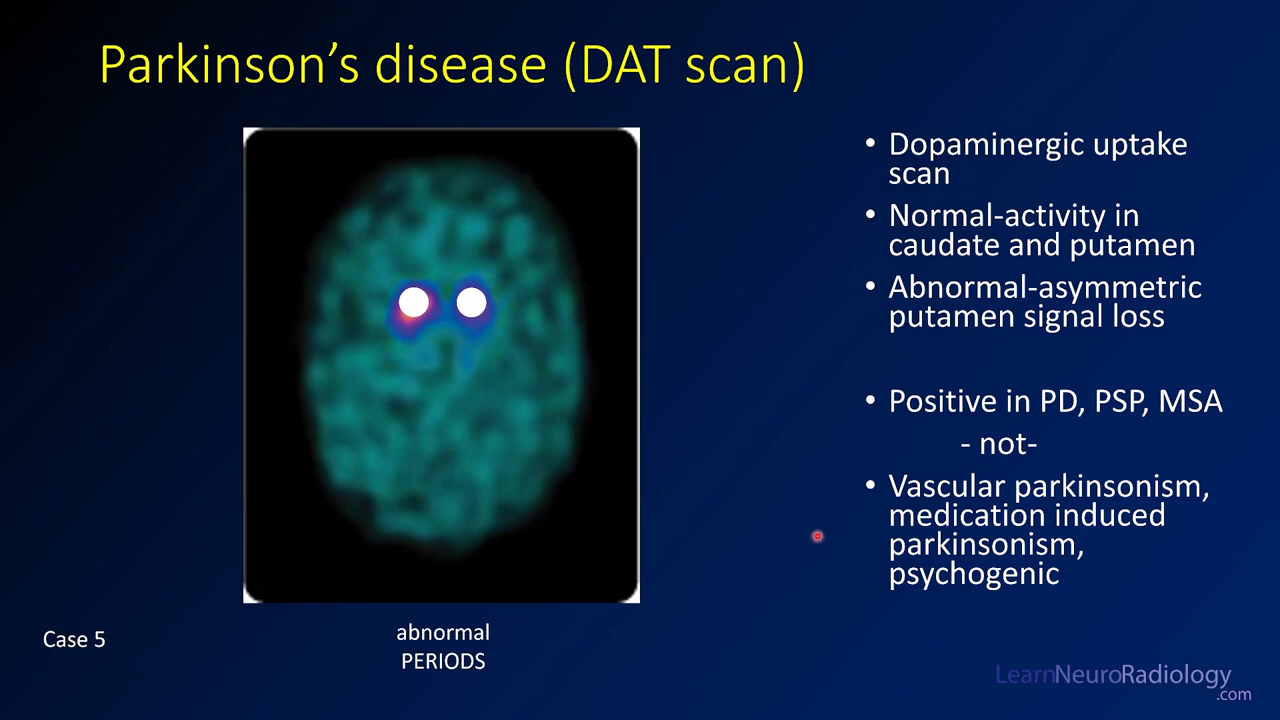 Parkinson’s disease (DAT scan)
• Dopaminergic uptake
scan
• Normal-activity in
caudate and putamen
• Abnormal-asymmetric
putamen signal loss
• Positive in PD, PSP, MSA
- not-
• Vascular parkinsonism,
medication induced
parkinsonism,
psychogenic
Case 5
abnormal
PERIODS
LearnNeuroRadiology
.com